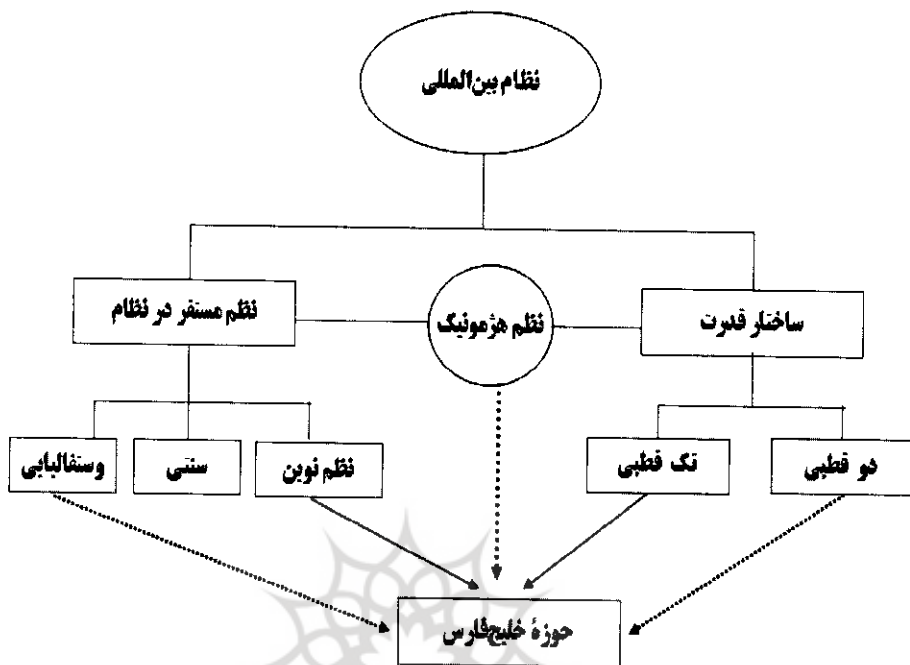 نظام بین‌المللی
ساختار قدرت
نظم هژمونیک
نظم مستقر در نظام
دو قطبی
تک قطبی
نظم نوین
سنتی
وستفالیایی
حوزهٔ خلیج‌فارس